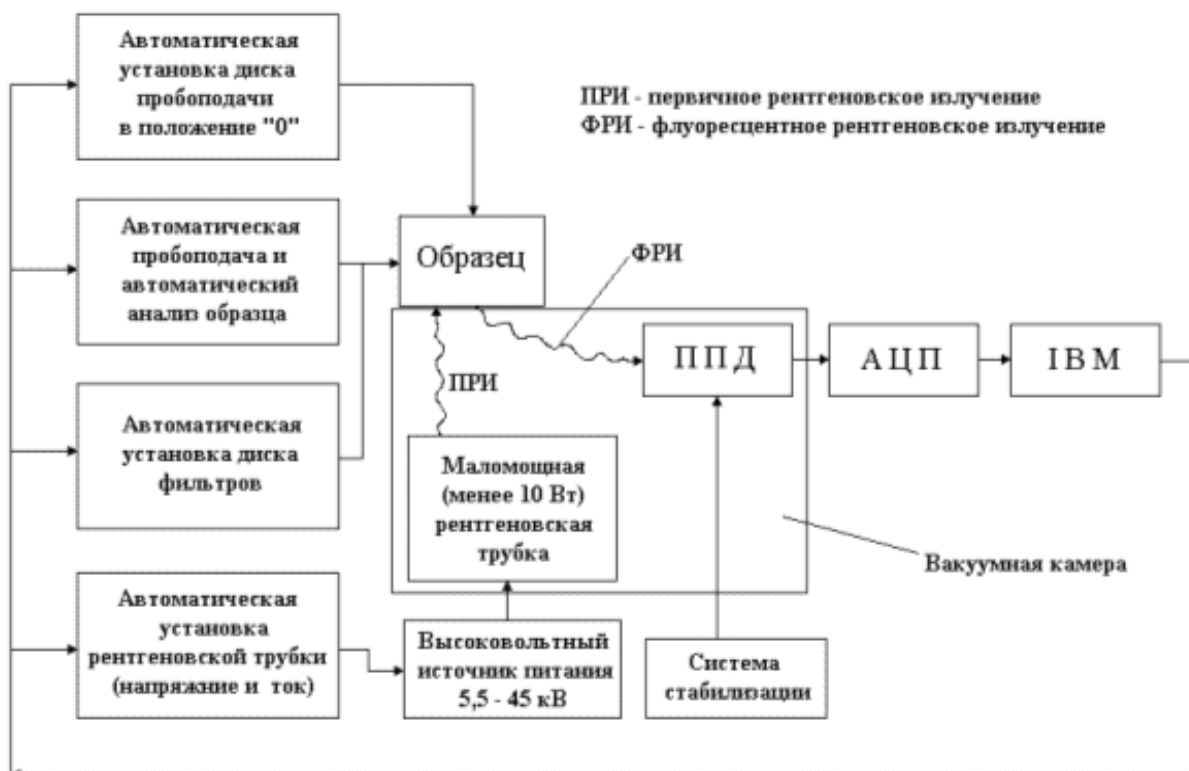 Автоматическая
установка диска
пробоподачи
в положение "0"
ПРИ - первичное рентгеновское излучение
ФРИ - флуоресцентное рентгеновское излучение
Автоматическая
пробоподача и
автоматический
анализ образца
Образец
ФРИ
ППД
АЦП
IBM
ПРИ
Автоматическая
установка диска
фильтров
Маломощная
(менее 10 Вт)
рентгеновская
трубка
Вакуумная камера
Автоматическая
установка
рентгеновской трубки
(напряжние и ток)
Высоковольтный
источник питания
5,5 - 45 кВ
Система
стабилизации